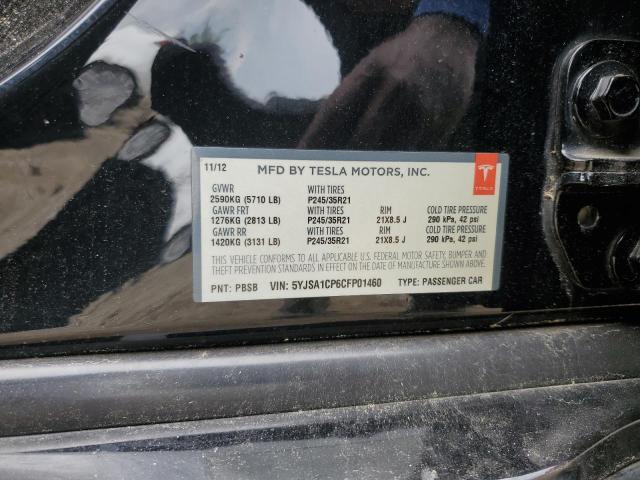 11/12 MFD BY TESLA MOTORS, INC.
GVWR WITH TIRES
2590KG (5710 LB) P245/35R21
GAWR FRT WITH TIRES RIM COLD TIRE PRESSURE
1276KG (2813 LB) P245/35R21 21X8.5 J 290 kPa, 42 psi
GAWR RR WITH TIRES RIM COLD TIRE PRESSURE
1420KG (3131 LB) P245/35R21 21X8.5 J 290 kPa, 42 psi
THIS VEHICLE CONFORMS TO ALL APPLICABLE U.S. FEDERAL MOTOR SAFETY, BUMPER AND
THEFT PREVENTION STANDARDS IN EFFECT ON THE DATE OF MANUFACTURE SHOWN ABOVE.
PNT: PBSB VIN: 5YJSA1CP6CFP01460 TYPE: PASSENGER CAR
TESLA